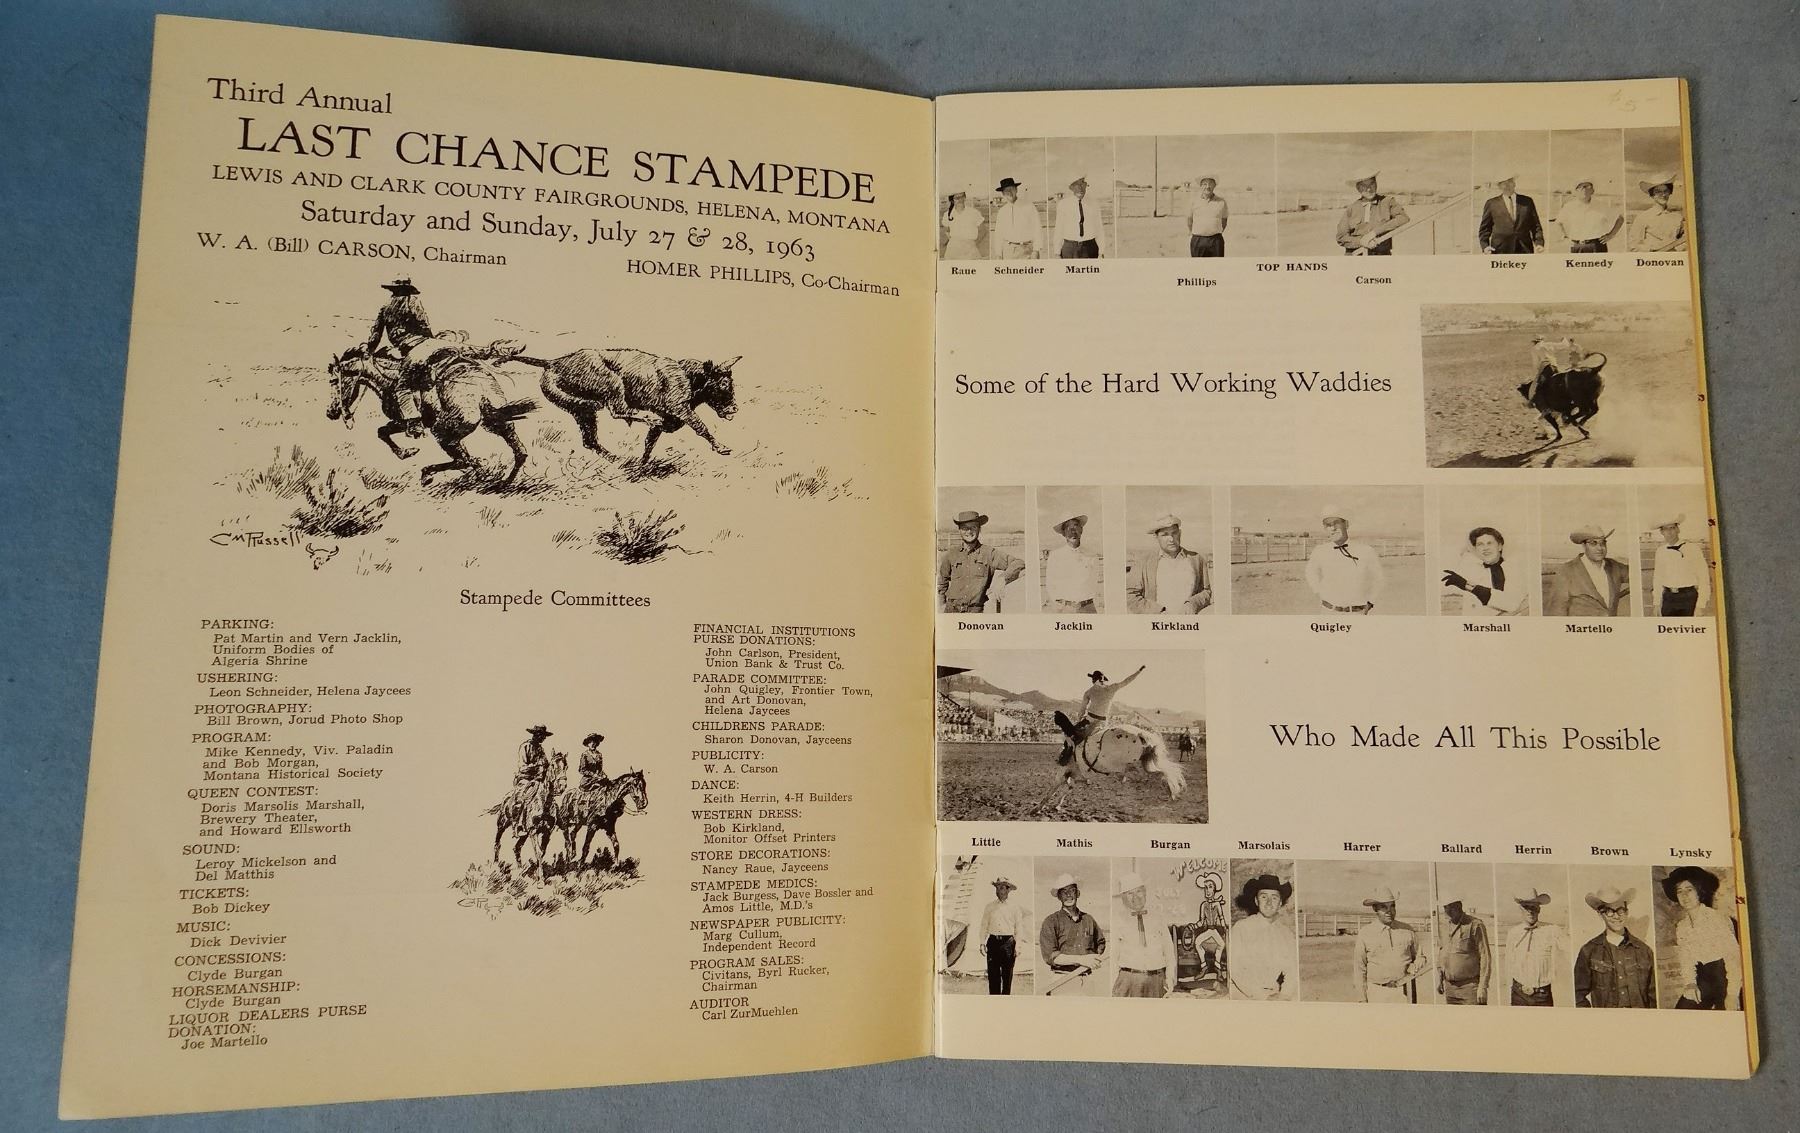 Third Annual
LAST CHANCE STAMPEDE
LEWIS AND CLARK COUNTY FAIRGROUNDS, HELENA, MONTANA
Saturday and Sunday, July 27 & 28, 1963
W. A. (Bill) CARSON, Chairman
HOMER PHILLIPS, Co-Chairman
CM Russell
Stampede Committees
PARKING:
Pat Martin and Vern Jacklin,
Uniform Bodies of
Algeria Shrine
USHERING:
Leon Schneider, Helena Jaycees
PHOTOGRAPHY:
Bill Brown, Jorud Photo Shop
PROGRAM:
Mike Kennedy, Viv. Paladin
and Bob Morgan,
Montana Historical Society
QUEEN CONTEST:
Doris Marsolis Marshall,
Brewery Theater,
and Howard Ellsworth
SOUND:
Leroy Mickelson and
Del Matthis
TICKETS:
Bob Dickey
MUSIC:
Dick Devivier
CONCESSIONS:
Clyde Burgan
HORSEMANSHIP:
Clyde Burgan
LIQUOR DEALERS PURSE
DONATION:
Joe Martello
FINANCIAL INSTITUTIONS
PURSE DONATIONS:
John Carlson, President,
Union Bank & Trust Co.
PARADE COMMITTEE:
John Quigley, Frontier Town,
and Art Donovan,
Helena Jaycees
CHILDRENS PARADE:
Sharon Donovan, Jayceens
PUBLICITY:
W. A. Carson
DANCE:
Keith Herrin, 4-H Builders
WESTERN DRESS:
Bob Kirkland,
Monitor Offset Printers
STORE DECORATIONS:
Nancy Raue, Jayceens
STAMPEDE MEDICS:
Jack Burgess, Dave Bossler and
Amos Little, M.D.'s
NEWSPAPER PUBLICITY:
Marg Cullum,
Independent Record
PROGRAM SALES:
Civitans, Byrl Rucker,
Chairman
AUDITOR
Carl ZurMuehlen
$5-
Raue Schneider Martin Phillips TOP HANDS Carson Dickey Kennedy Donovan
Some of the Hard Working Waddies
Donovan Jacklin Kirkland Quigley Marshall Martello Devivier
Who Made All This Possible
Little Mathis Burgan Marsolais Harrer Ballard Herrin Brown Lynsky
WELCOME